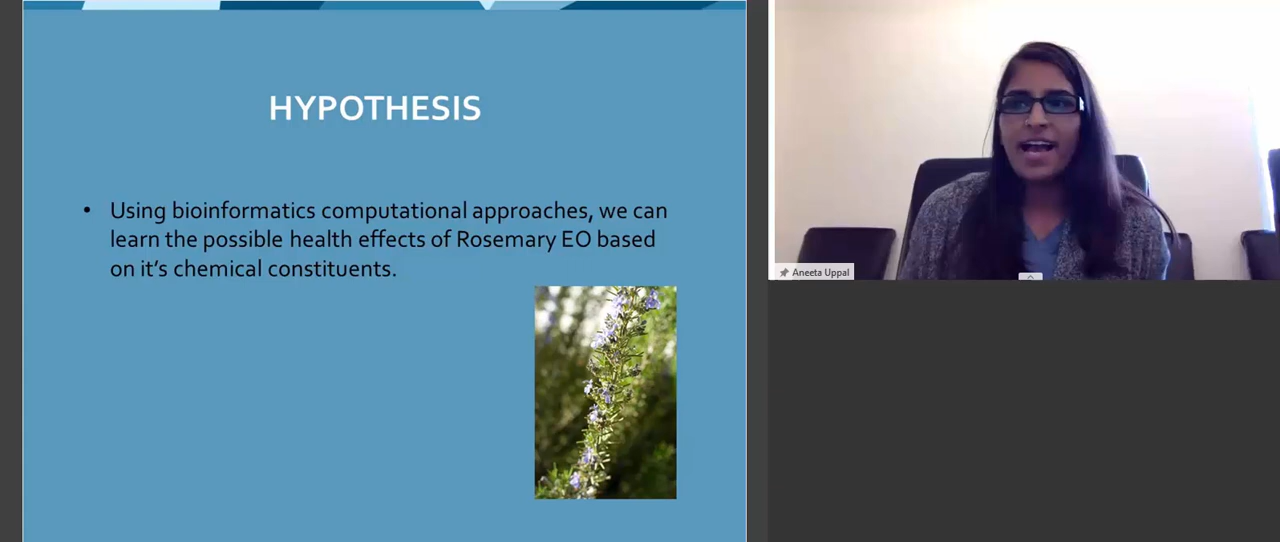 HYPOTHESIS
• Using bioinformatics computational approaches, we can
learn the possible health effects of Rosemary EO based
on it’s chemical constituents.
Aneeta Uppal